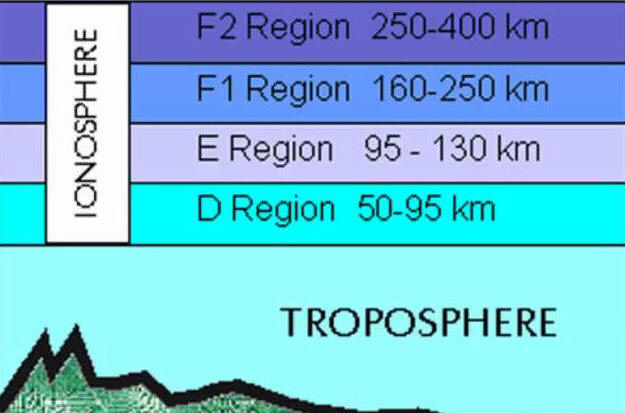 IONOSPHERE
F2 Region 250-400 km
F1 Region 160-250 km
E Region 95 - 130 km
D Region 50-95 km
TROPOSPHERE